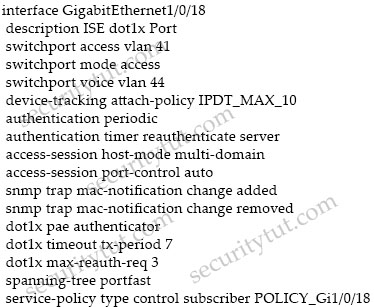 interface GigabitEthernet1/0/18
description ISE dot1x Port
switchport access vlan 41
switchport mode access
switchport voice vlan 44
device-tracking attach-policy IPDT_MAX_10
authentication periodic
authentication timer reauthenticate server
access-session host-mode multi-domain
access-session port-control auto
snmp trap mac-notification change added
snmp trap mac-notification change removed
dot1x pae authenticator
dot1x timeout tx-period 7
dot1x max-reauth-req 3
spanning-tree portfast
service-policy type control subscriber POLICY_Gi1/0/18
securitytut.com
securitytut.com
securitytut.com